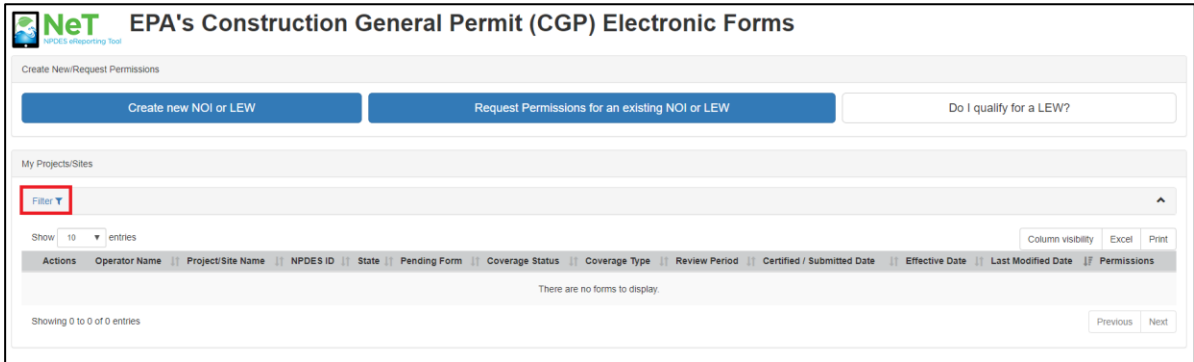 NeT
NPDES eReporting Tool
EPA's Construction General Permit (CGP) Electronic Forms
Create New/Request Permissions
Create new NOI or LEW Request Permissions for an existing NOI or LEW Do I qualify for a LEW?
My Projects/Sites
Filter
Show 10 entries Column visibility Excel Print
Actions Operator Name Project/Site Name NPDES ID State Pending Form Coverage Status Coverage Type Review Period Certified / Submitted Date Effective Date Last Modified Date Permissions
There are no forms to display.
Showing 0 to 0 of 0 entries Previous Next